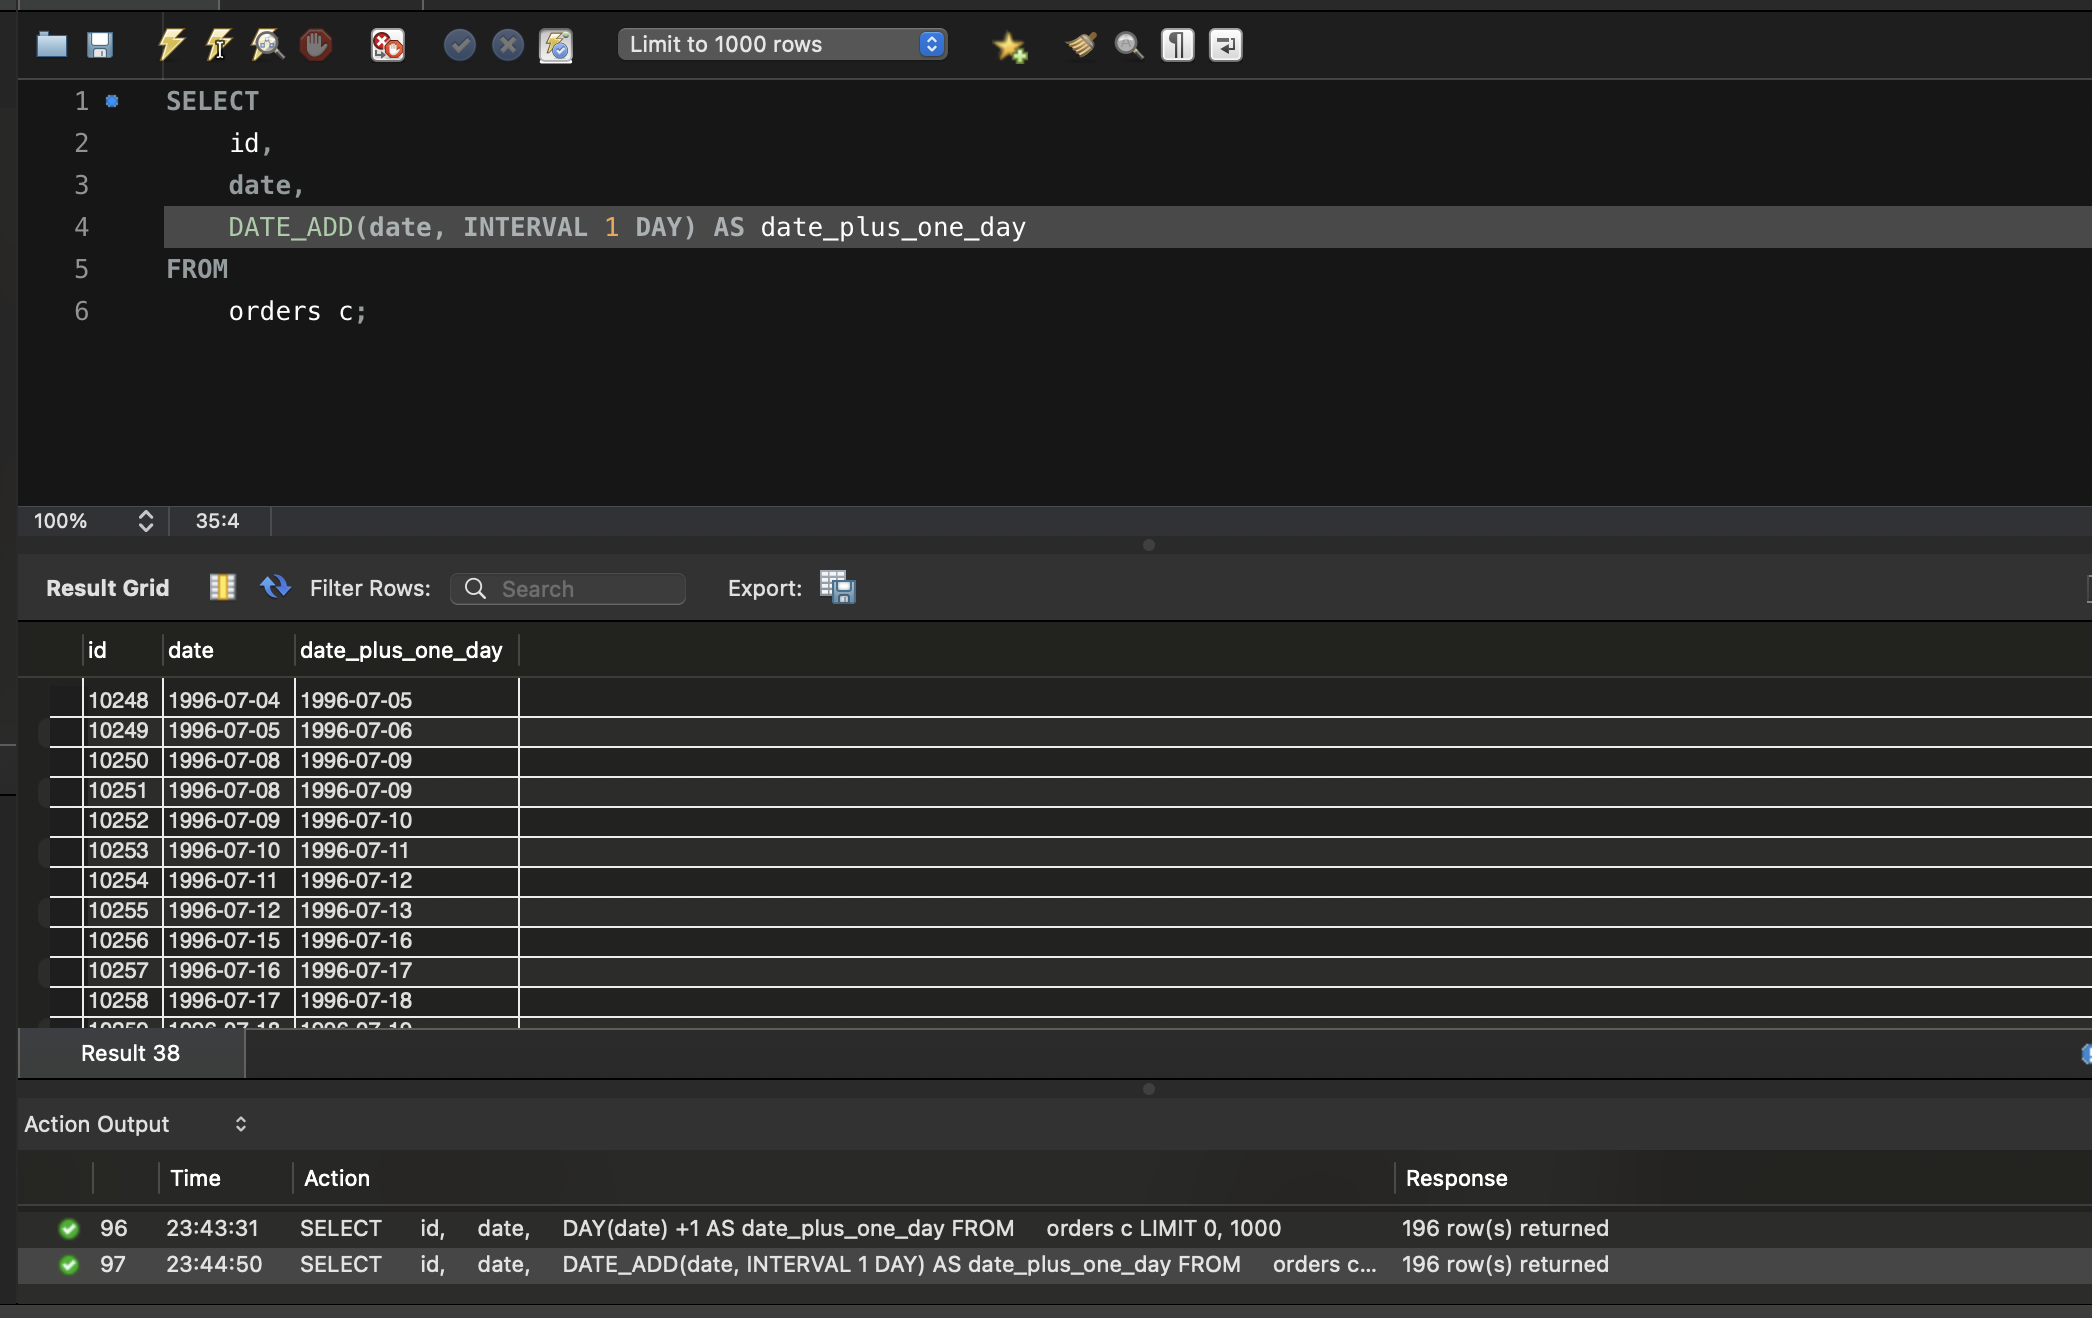 Limit to 1000 rows
1 SELECT
2 id,
3 date,
4 DATE_ADD(date, INTERVAL 1 DAY) AS date_plus_one_day
5 FROM
6 orders c;
100% 35:4
Result Grid Filter Rows: Search Export:
id date date_plus_one_day
10248 1996-07-04 1996-07-05
10249 1996-07-05 1996-07-06
10250 1996-07-08 1996-07-09
10251 1996-07-08 1996-07-09
10252 1996-07-09 1996-07-10
10253 1996-07-10 1996-07-11
10254 1996-07-11 1996-07-12
10255 1996-07-12 1996-07-13
10256 1996-07-15 1996-07-16
10257 1996-07-16 1996-07-17
10258 1996-07-17 1996-07-18
10259 1996-07-18 1996-07-19
Result 38
Action Output
Time Action Response
96 23:43:31 SELECT id, date, DAY(date) +1 AS date_plus_one_day FROM orders c LIMIT 0, 1000 196 row(s) returned
97 23:44:50 SELECT id, date, DATE_ADD(date, INTERVAL 1 DAY) AS date_plus_one_day FROM orders c... 196 row(s) returned